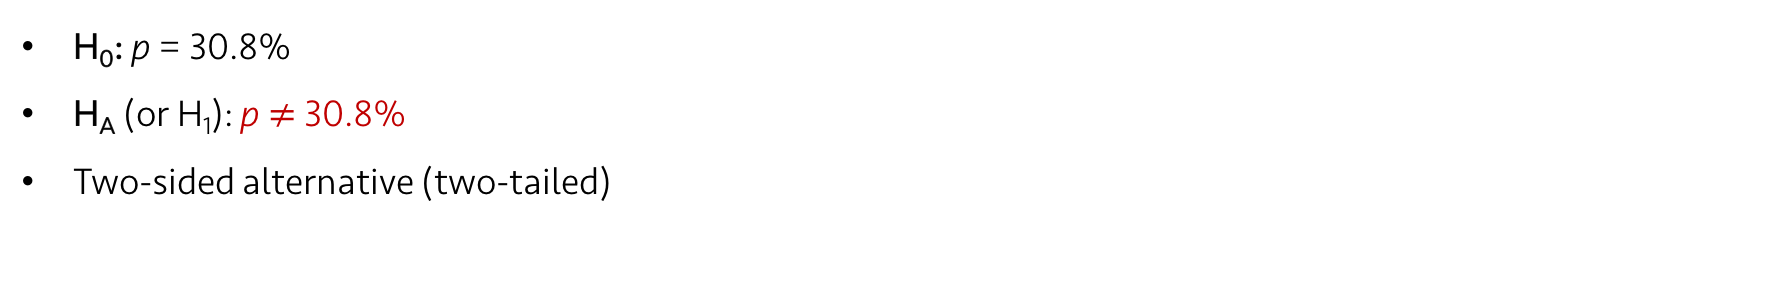 • H₀: p = 30.8%
• Hₐ (or H₁): p ≠ 30.8%
• Two-sided alternative (two-tailed)